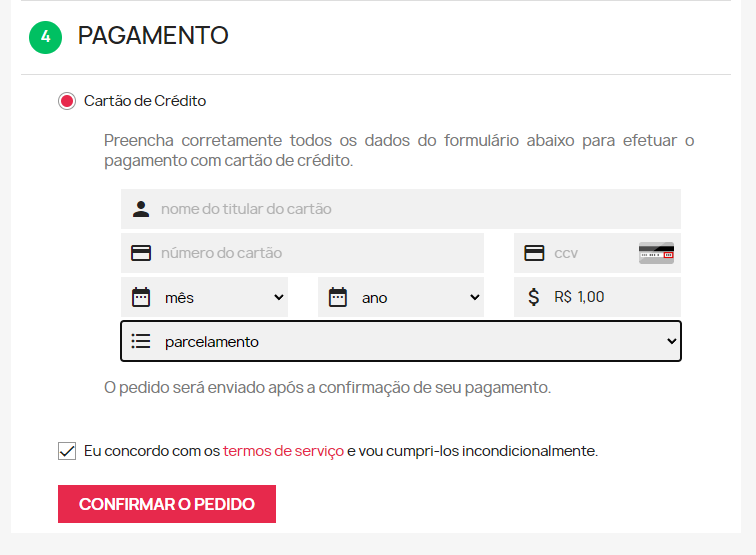 4 PAGAMENTO
Cartão de Crédito
Preencha corretamente todos os dados do formulário abaixo para efetuar o
pagamento com cartão de crédito.
nome do titular do cartão
número do cartão ccv
mês ano $ R$ 1,00
parcelamento
O pedido será enviado após a confirmação de seu pagamento.
Eu concordo com os termos de serviço e vou cumpri-los incondicionalmente.
CONFIRMAR O PEDIDO